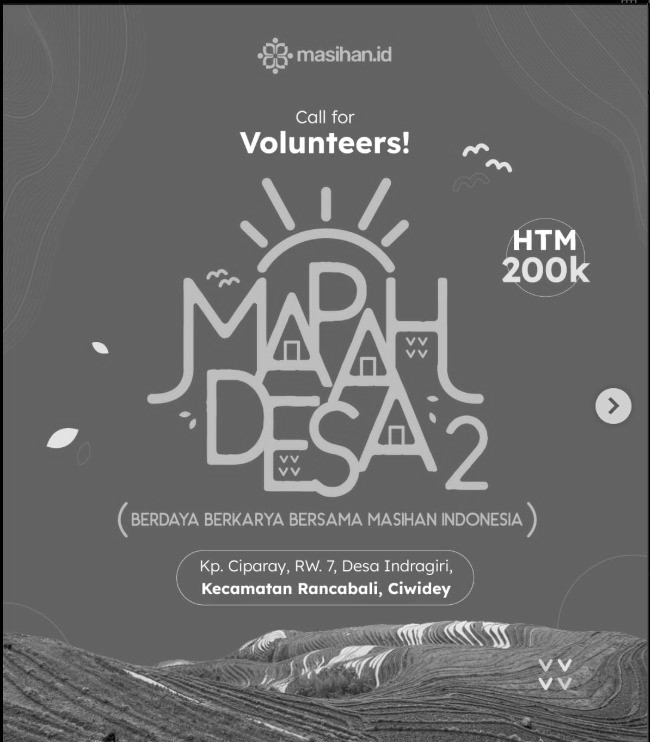 masihan.id
Call for
Volunteers!
HTM
200k
MAPAH
DESA 2
(BERDAYA BERKARYA BERSAMA MASIHAN INDONESIA)
Kp. Ciparay, RW. 7, Desa Indragiri,
Kecamatan Rancabali, Ciwidey